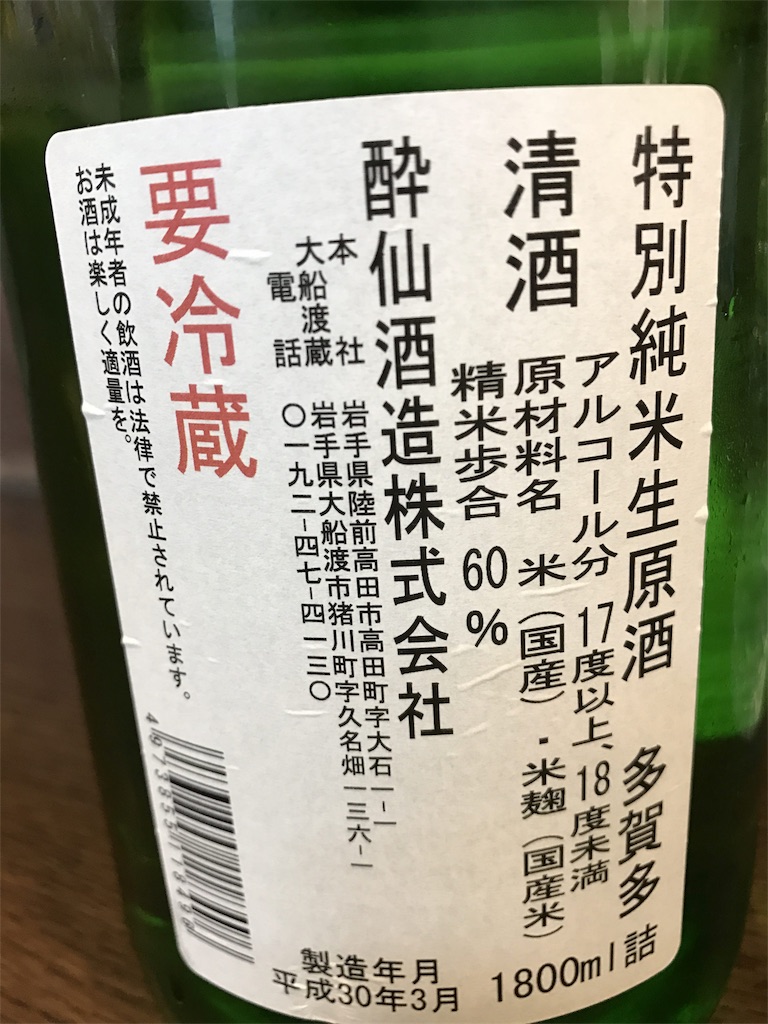 特別純米生原酒 多賀多
アルコール分 17度以上、18度未満
清酒
原材料名 米(国産)・米麹(国産米)
精米歩合 60%
酔仙酒造株式会社
本社 岩手県陸前高田市高田町字大石一-一
大船渡蔵 岩手県大船渡市猪川町字久名畑一三六-一
電話 〇一九二-四七-四一三〇
要冷蔵
未成年者の飲酒は法律で禁止されています。
お酒は楽しく適量を。
製造年月
平成30年3月
1800ml詰